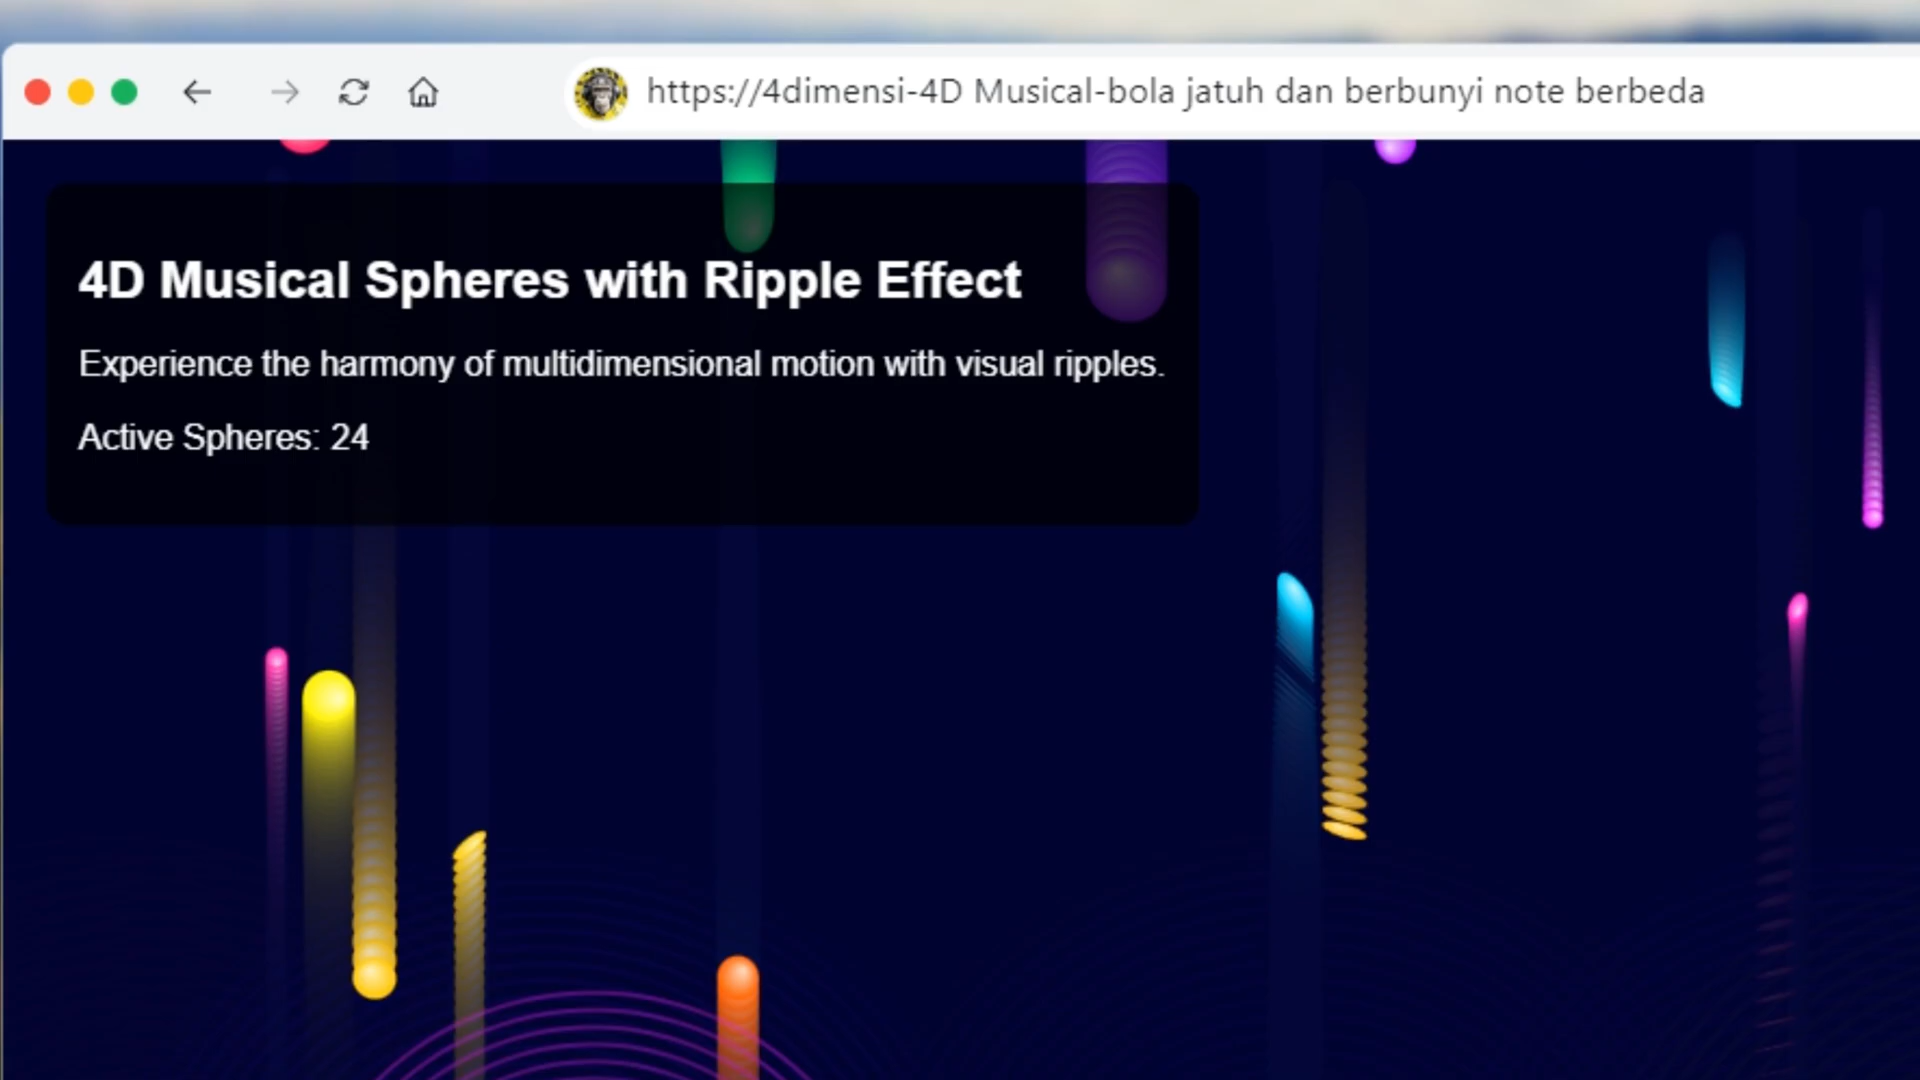 https://4dimensi-4D Musical-bola jatuh dan berbunyi note berbeda
4D Musical Spheres with Ripple Effect
Experience the harmony of multidimensional motion with visual ripples.
Active Spheres: 24